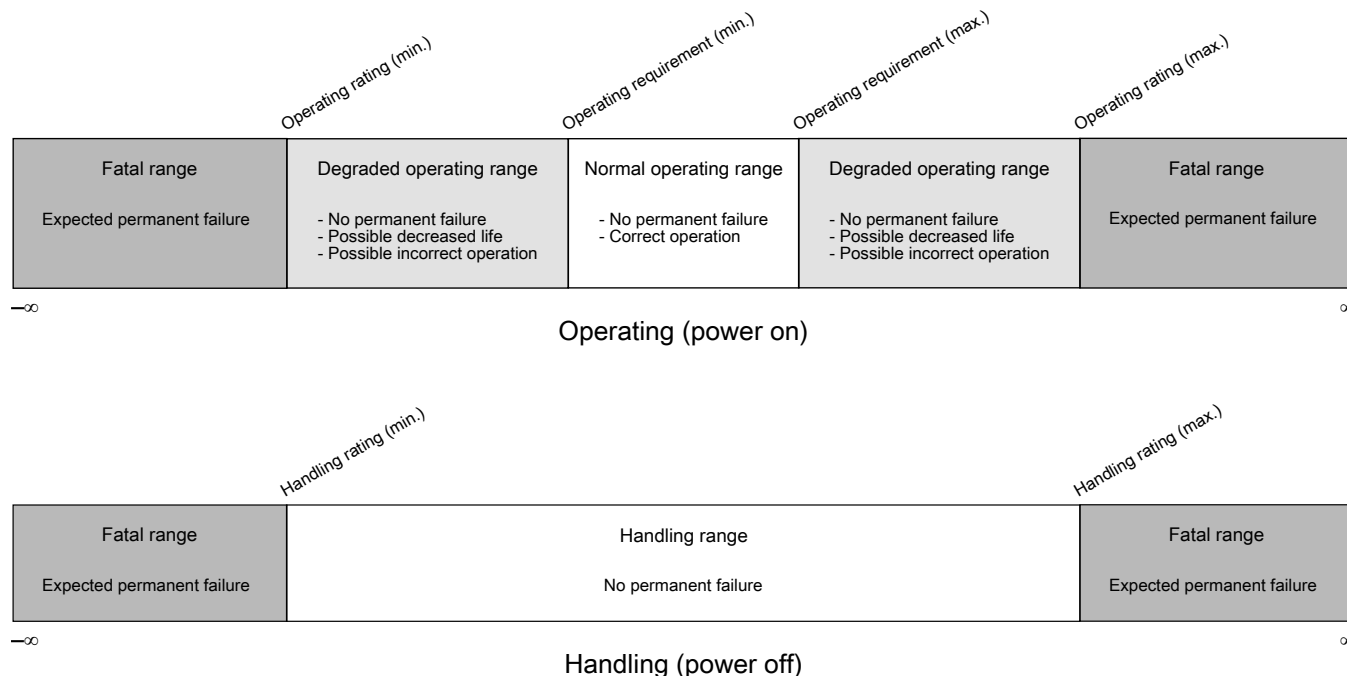 Operating rating (min.)
Operating requirement (min.)
Operating requirement (max.)
Operating rating (max.)
Fatal range
Degraded operating range
Normal operating range
Degraded operating range
Fatal range
Expected permanent failure
- No permanent failure
- Possible decreased life
- Possible incorrect operation
- No permanent failure
- Correct operation
- No permanent failure
- Possible decreased life
- Possible incorrect operation
Expected permanent failure
–∞
∞
Operating (power on)
Handling rating (min.)
Handling rating (max.)
Fatal range
Handling range
Fatal range
Expected permanent failure
No permanent failure
Expected permanent failure
–∞
∞
Handling (power off)